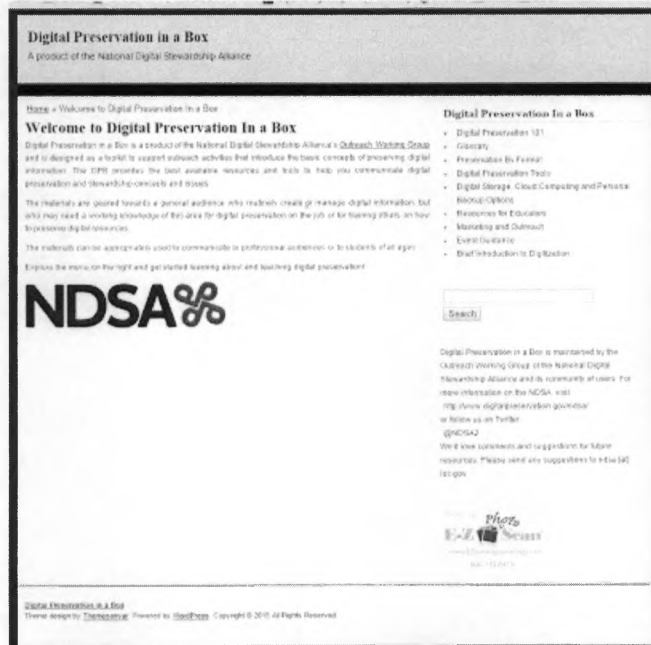 Digital Preservation in a Box
A product of the National Digital Stewardship Alliance
Home » Welcome to Digital Preservation In a Box
Welcome to Digital Preservation In a Box
Digital Preservation in a Box is a product of the National Digital Stewardship Alliance's Outreach Working Group
and is designed as a toolkit to support outreach activities that introduce the basic concepts of preserving digital
information. The DPB provides the best available resources and tools to help you communicate digital
preservation and stewardship concepts and issues.
The materials are geared towards a general audience who routinely create or manage digital information, but
who may need a working knowledge of this area for digital preservation on the job or for training others on how
to preserve digital resources.
The materials can be appropriately used to communicate to professional audiences or to students of all ages.
Explore the menu on the right and get started learning about and teaching digital preservation!
NDSA
Digital Preservation In a Box
Digital Preservation 101
Glossary
Preservation By Format
Digital Preservation Tools
Digital Storage, Cloud Computing and Personal
Backup Options
Resources for Educators
Marketing and Outreach
Event Guidance
Brief Introduction to Digitization
Search
Digital Preservation in a Box is maintained by the
Outreach Working Group of the National Digital
Stewardship Alliance and its community of users. For
more information on the NDSA, visit
http://www.digitalpreservation.gov/ndsa/
or follow us on Twitter
@NDSA2
We'd love comments and suggestions for future
resources. Please send any suggestions to ndsa [at]
loc.gov
Photo
E-Z Scan
Digital Preservation in a Box
Theme design by Themesense. Powered by WordPress. Copyright © 2015 All Rights Reserved.